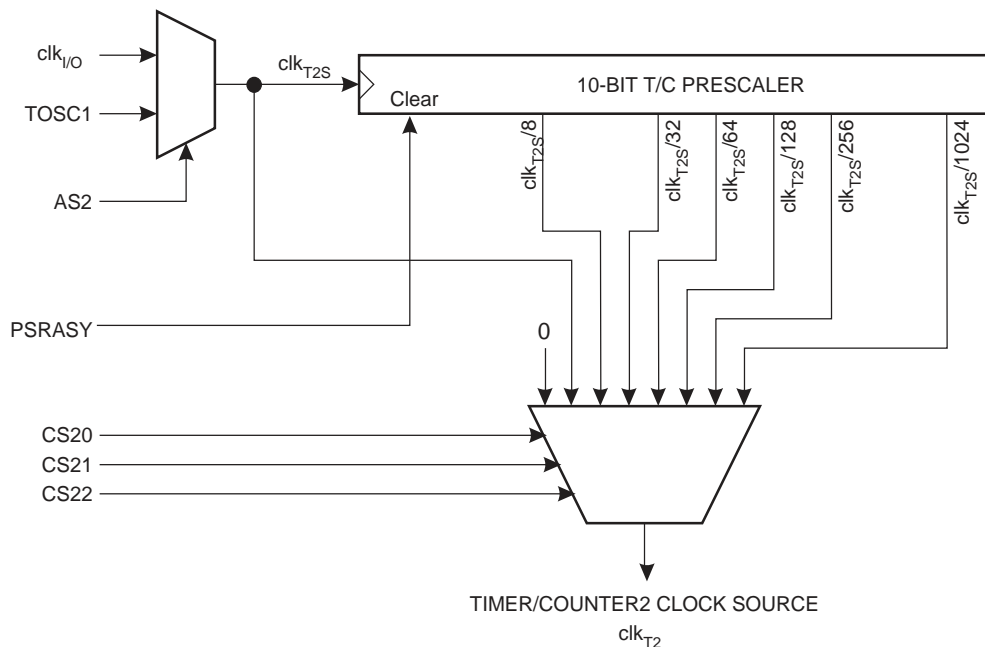 clkI/O
clkT2S
10-BIT T/C PRESCALER
TOSC1
Clear
clkT2S/8
clkT2S/32
clkT2S/64
clkT2S/128
clkT2S/256
clkT2S/1024
AS2
PSRASY
0
CS20
CS21
CS22
TIMER/COUNTER2 CLOCK SOURCE
clkT2